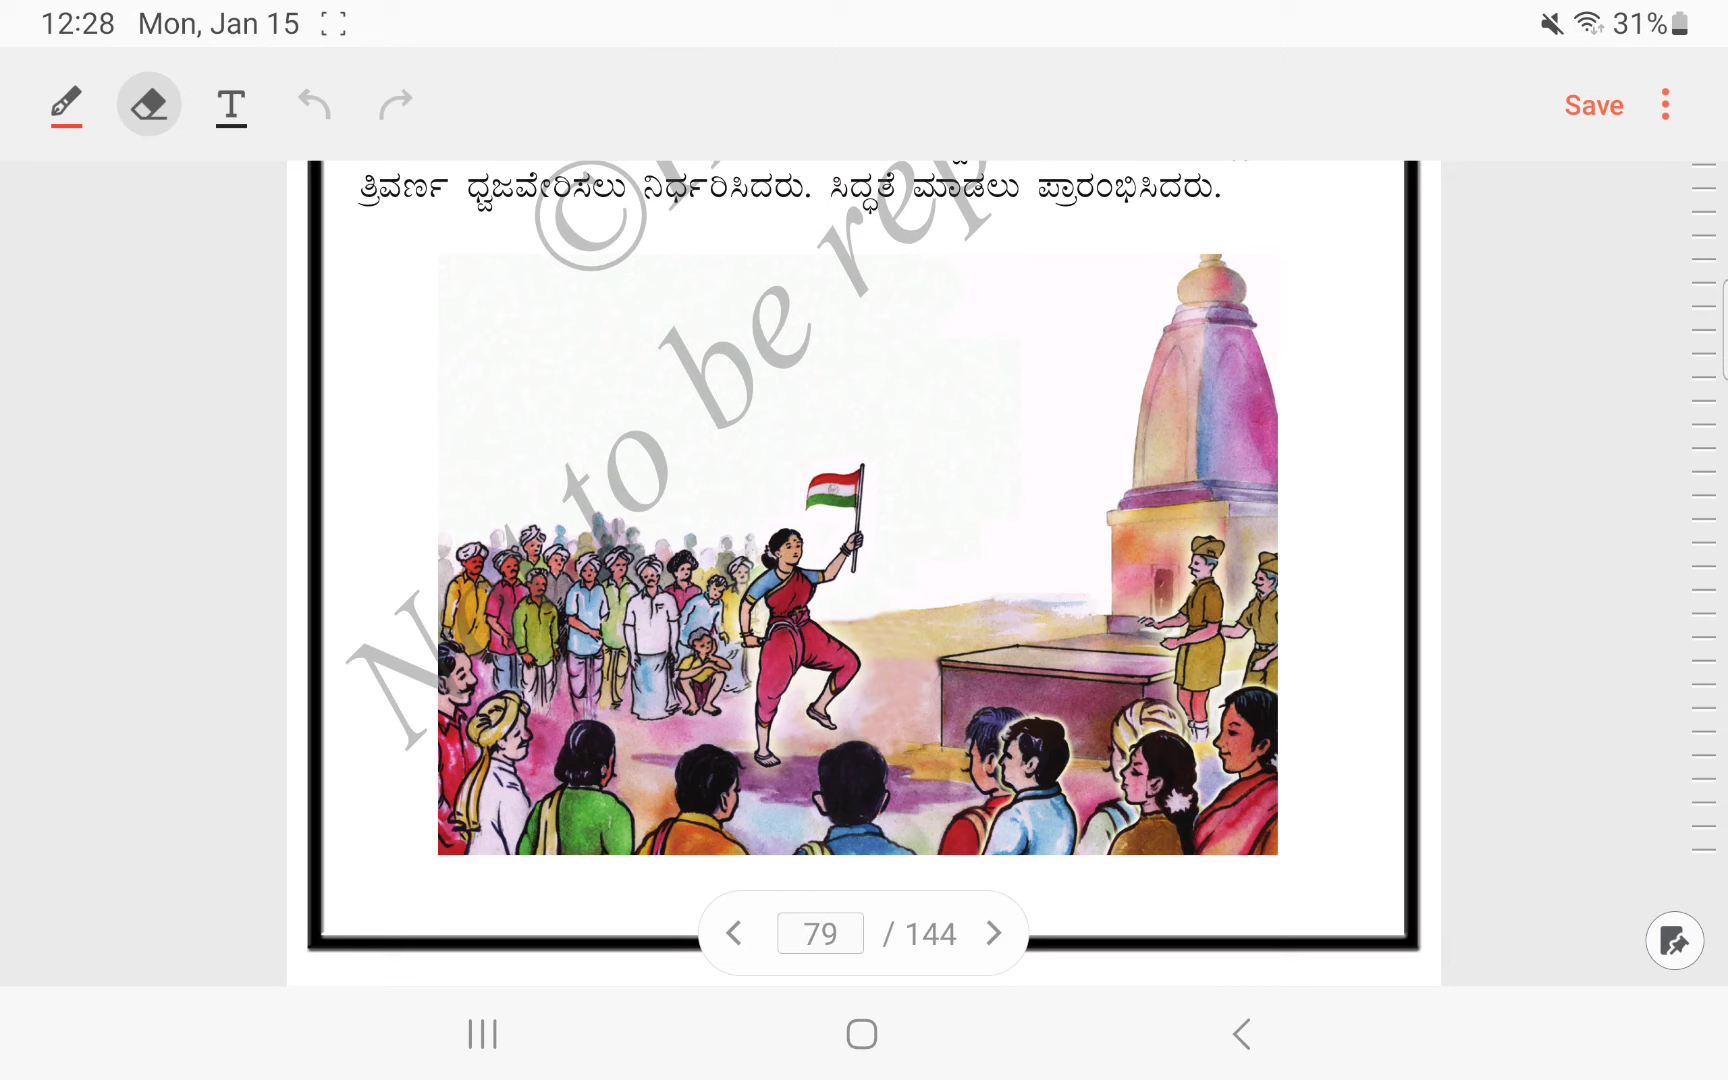 12:28 Mon, Jan 15
31%
T
Save
ತ್ರಿವರ್ಣ ಧ್ವಜವೇರಿಸಲು ನಿರ್ಧರಿಸಿದರು. ಸಿದ್ಧತೆ ಮಾಡಲು ಪ್ರಾರಂಭಿಸಿದರು.
©
to be rep
79 / 144